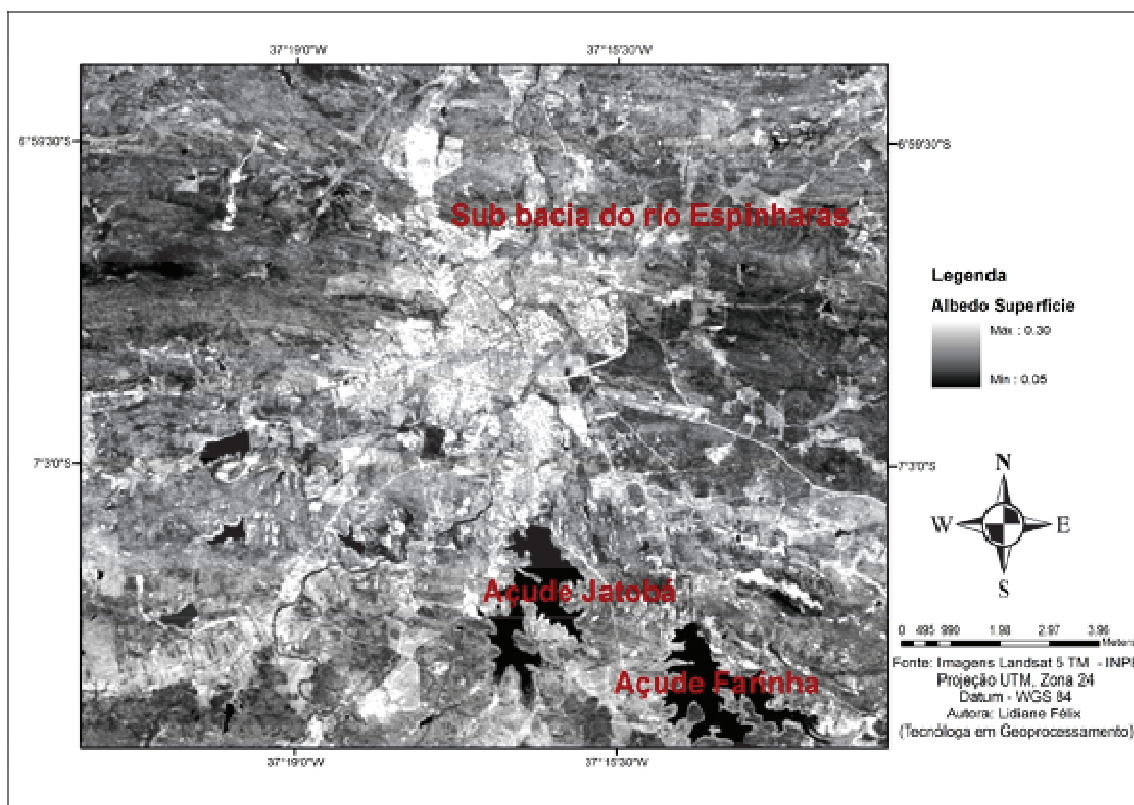 37°19'0"W 37°15'30"W
6°59'30"S 6°59'30"S
Sub bacia do rio Espinharas
Legenda
Albedo Superficie
Máx : 0.30
Min : 0.05
7°3'0"S 7°3'0"S
N
W E
S
Açude Jatobá
Açude Farinha
0 495 990 1.98 2.97 3.96
Meters
Fonte: Imagens Landsat 5 TM - INPE
Projeção UTM, Zona 24
Datum - WGS 84
Autora: Lidiane Félix
(Tecnóloga em Geoprocessamento)
37°19'0"W 37°15'30"W